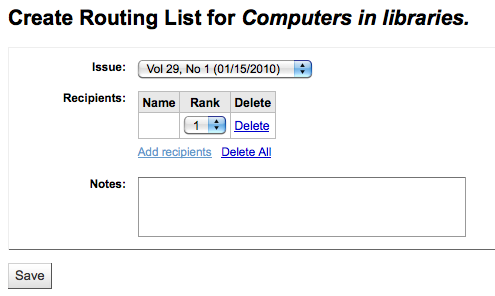 Create Routing List for Computers in libraries.
Issue: Vol 29, No 1 (01/15/2010)
Recipients: Name Rank Delete
1 Delete
Add recipients Delete All
Notes:
Save